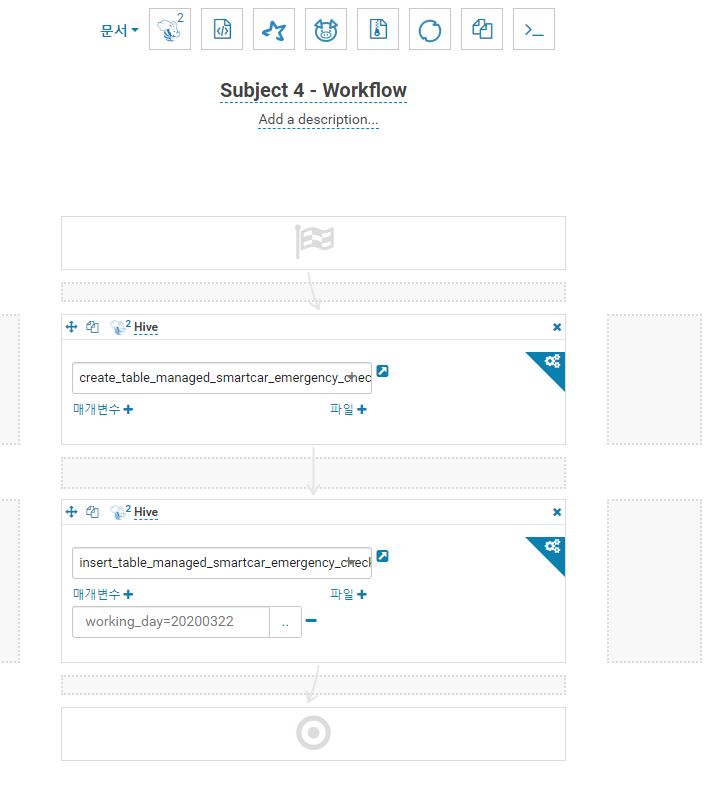 문서
2
Subject 4 - Workflow
Add a description...
2 Hive
create_table_managed_smartcar_emergency_chec
매개변수
파일
2 Hive
insert_table_managed_smartcar_emergency_check
매개변수
파일
working_day=20200322
..